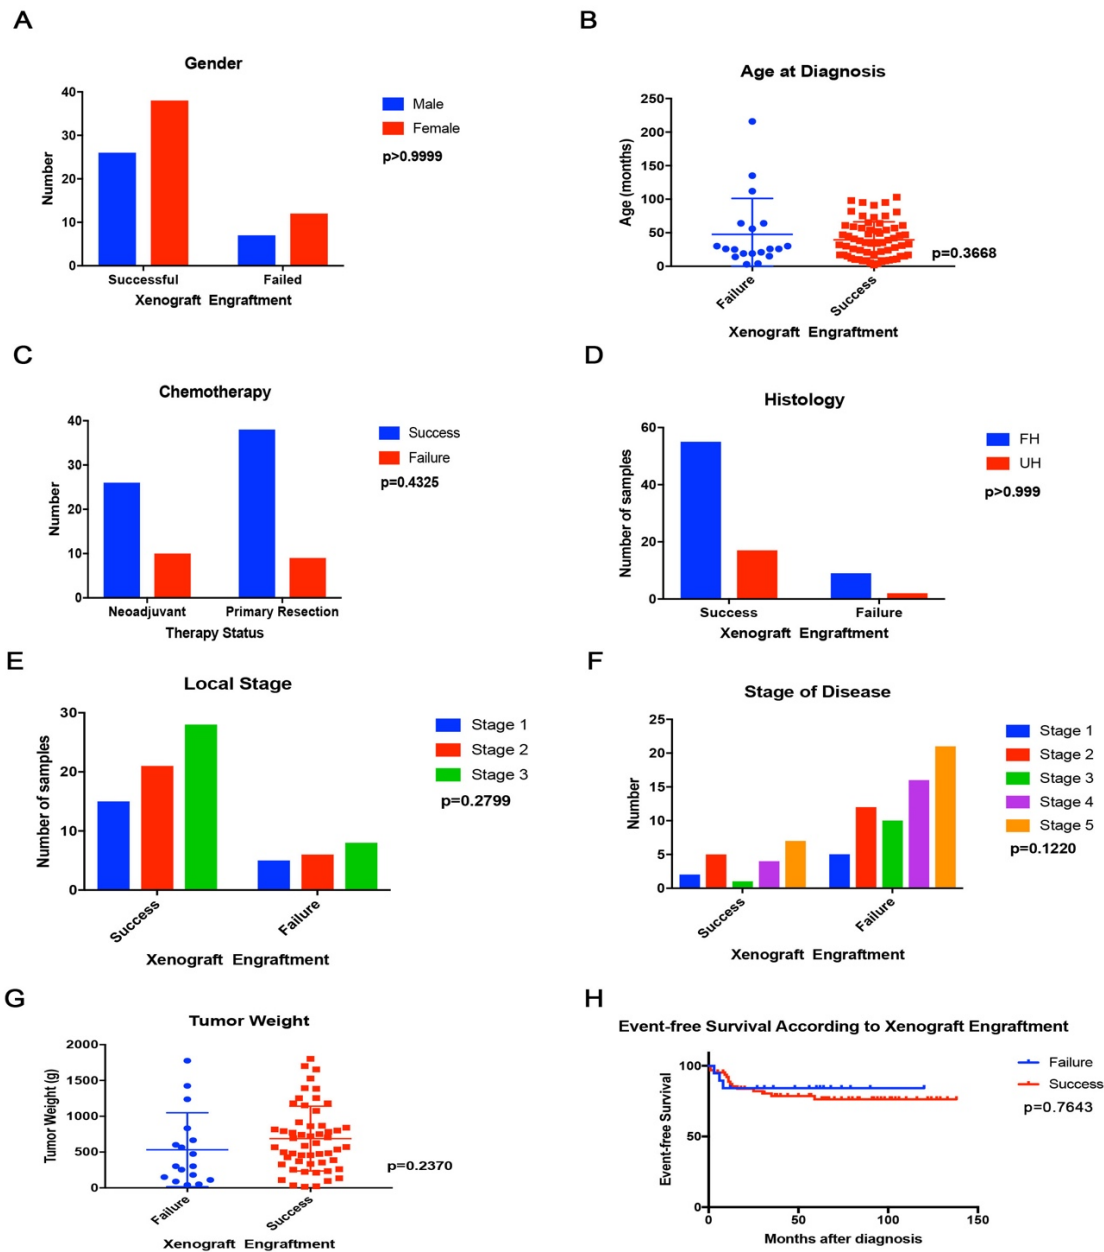 A
Gender
40
30
20
10
0
Number
Successful
Failed
Xenograft Engraftment
Male
Female
p>0.9999
B
Age at Diagnosis
250
200
150
100
50
0
Age (months)
Failure
Success
Xenograft Engraftment
p=0.3668
C
Chemotherapy
40
30
20
10
0
Number
Neoadjuvant
Primary Resection
Therapy Status
Success
Failure
p=0.4325
D
Histology
60
40
20
0
Number of samples
Success
Failure
Xenograft Engraftment
FH
UH
p>0.999
E
Local Stage
30
20
10
0
Number of samples
Success
Failure
Xenograft Engraftment
Stage 1
Stage 2
Stage 3
p=0.2799
F
Stage of Disease
25
20
15
10
5
0
Number
Success
Failure
Xenograft Engraftment
Stage 1
Stage 2
Stage 3
Stage 4
Stage 5
p=0.1220
G
Tumor Weight
2000
1500
1000
500
0
Tumor Weight (g)
Failure
Success
Xenograft Engraftment
p=0.2370
H
Event-free Survival According to Xenograft Engraftment
100
50
0
Event-free Survival
0
50
100
150
Months after diagnosis
Failure
Success
p=0.7643